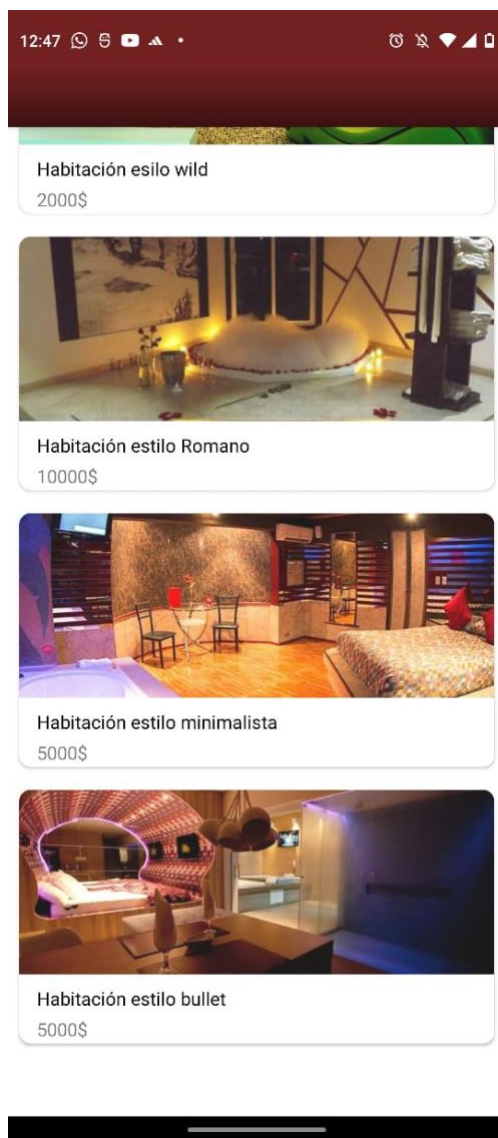 12:47
Habitación esilo wild
2000$
Habitación estilo Romano
10000$
Habitación estilo minimalista
5000$
Habitación estilo bullet
5000$